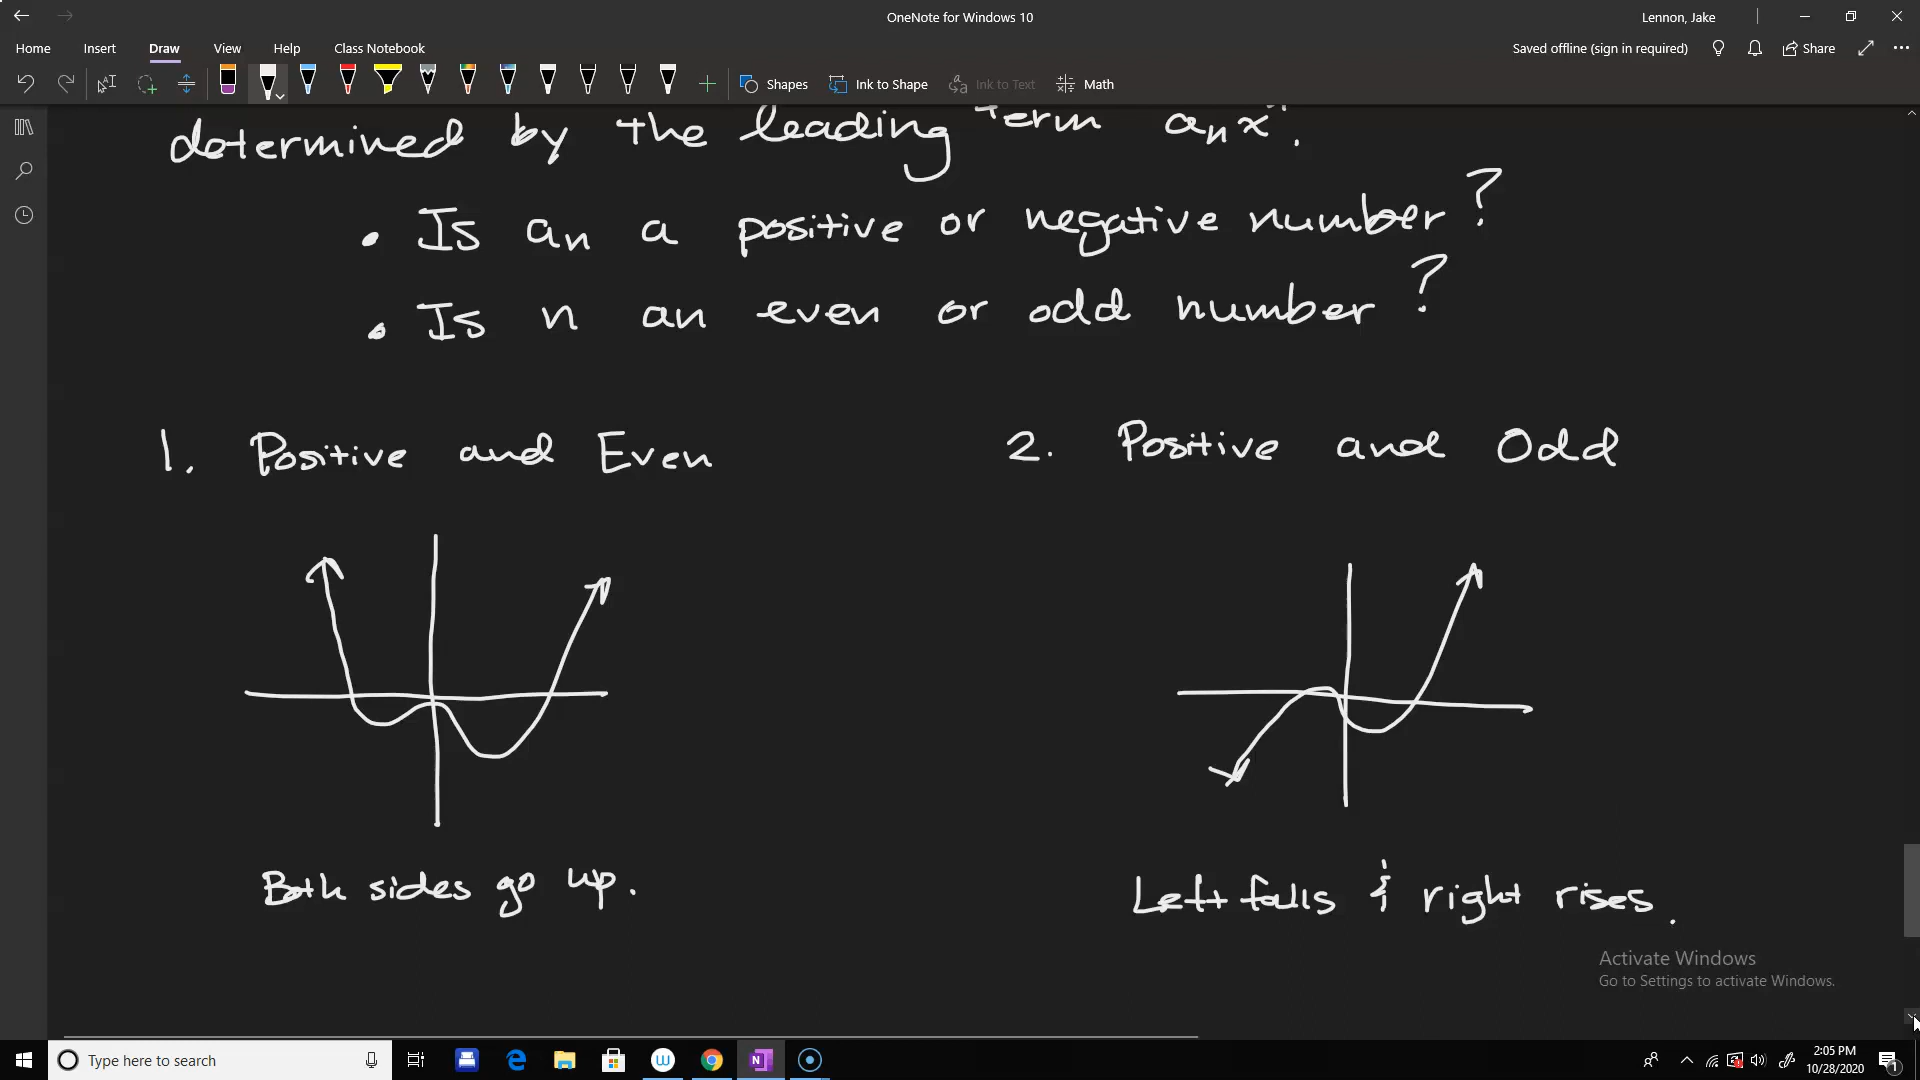 OneNote for Windows 10
Lennon, Jake
Home Insert Draw View Help Class Notebook
Saved offline (sign in required) Share
Shapes Ink to Shape Ink to Text Math
determined by the leading term aₙxⁿ.
• Is aₙ a positive or negative number?
• Is n an even or odd number?
1. Positive and Even
2. Positive and Odd
Both sides go up.
Left falls & right rises.
Activate Windows
Go to Settings to activate Windows.
Type here to search
2:05 PM
10/28/2020